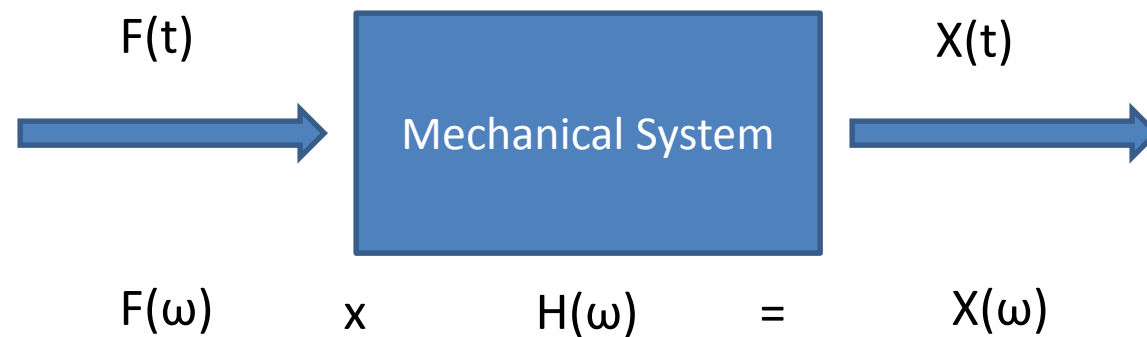 F(t) X(t)
Mechanical System
F(ω) x H(ω) = X(ω)